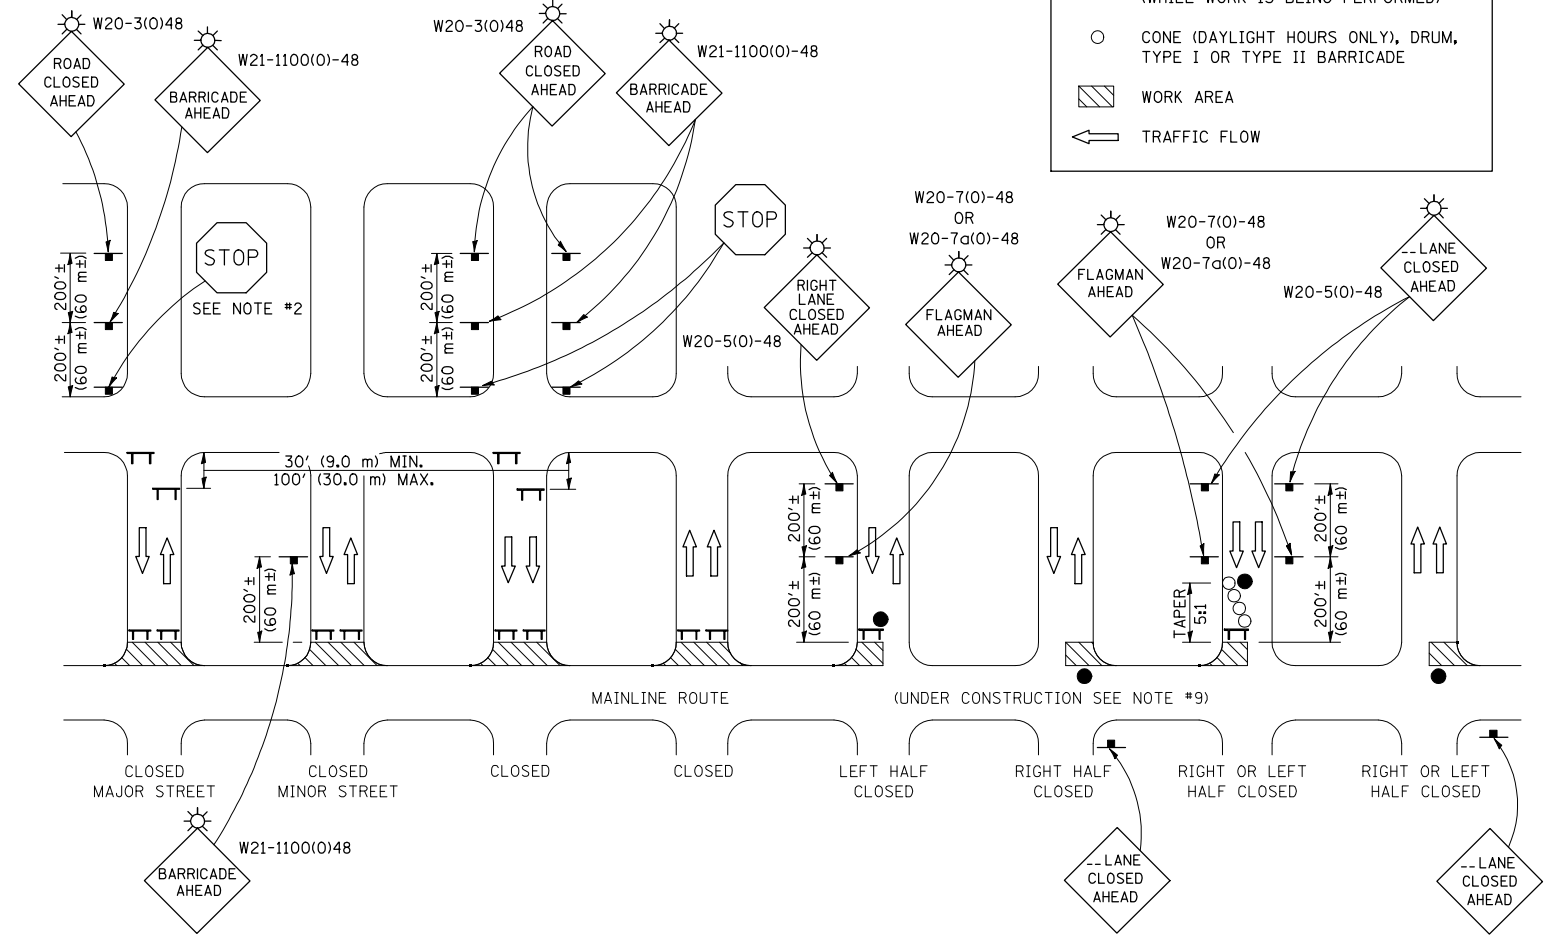 (WHILE WORK IS BEING PERFORMED)
CONE (DAYLIGHT HOURS ONLY), DRUM,
TYPE I OR TYPE II BARRICADE
WORK AREA
TRAFFIC FLOW
W20-3(O)48
ROAD
CLOSED
AHEAD
W21-1100(O)-48
BARRICADE
AHEAD
W20-3(O)48
ROAD
CLOSED
AHEAD
W21-1100(O)-48
BARRICADE
AHEAD
STOP
SEE NOTE #2
STOP
W20-5(O)-48
RIGHT
LANE
CLOSED
AHEAD
W20-7(O)-48
OR
W20-7a(O)-48
FLAGMAN
AHEAD
FLAGMAN
AHEAD
W20-7(O)-48
OR
W20-7a(O)-48
W20-5(O)-48
__LANE
CLOSED
AHEAD
200'±
(60 m±)
200'±
(60 m±)
200'±
(60 m±)
200'±
(60 m±)
30' (9.0 m) MIN.
100' (30.0 m) MAX.
200'±
(60 m±)
200'±
(60 m±)
200'±
(60 m±)
TAPER
5:1
200'±
(60 m±)
200'±
(60 m±)
MAINLINE ROUTE
(UNDER CONSTRUCTION SEE NOTE #9)
CLOSED
MAJOR STREET
CLOSED
MINOR STREET
CLOSED
CLOSED
LEFT HALF
CLOSED
RIGHT HALF
CLOSED
RIGHT OR LEFT
HALF CLOSED
RIGHT OR LEFT
HALF CLOSED
W21-1100(O)48
BARRICADE
AHEAD
__LANE
CLOSED
AHEAD
__LANE
CLOSED
AHEAD